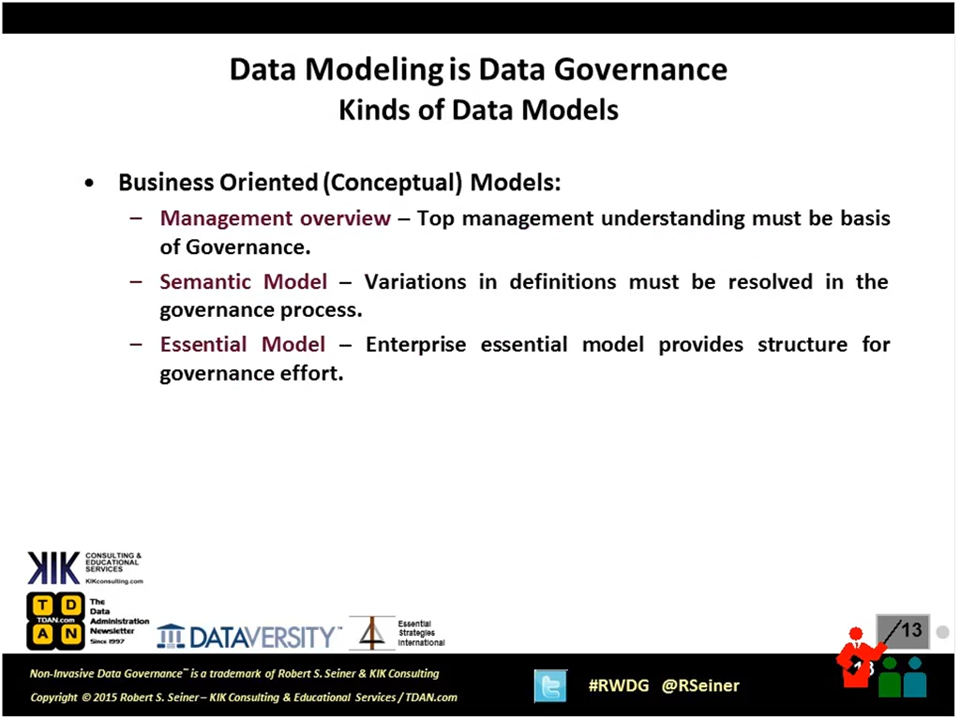 Data Modeling is Data Governance
Kinds of Data Models
• Business Oriented (Conceptual) Models:
– Management overview – Top management understanding must be basis
of Governance.
– Semantic Model – Variations in definitions must be resolved in the
governance process.
– Essential Model – Enterprise essential model provides structure for
governance effort.
KIK CONSULTING &
EDUCATIONAL
SERVICES
KIKconsulting.com
T D
TDAN.com
A N
The
Data
Administration
Newsletter
Since 1997
DATAVERSITY™
Essential
Strategies
International
/13
Non-Invasive Data Governance™ is a trademark of Robert S. Seiner & KIK Consulting
Copyright © 2015 Robert S. Seiner – KIK Consulting & Educational Services / TDAN.com
#RWDG @RSeiner